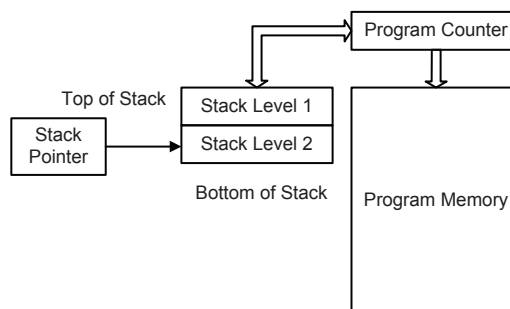 Program Counter
Top of Stack
Stack Level 1
Stack
Pointer
Stack Level 2
Bottom of Stack
Program Memory